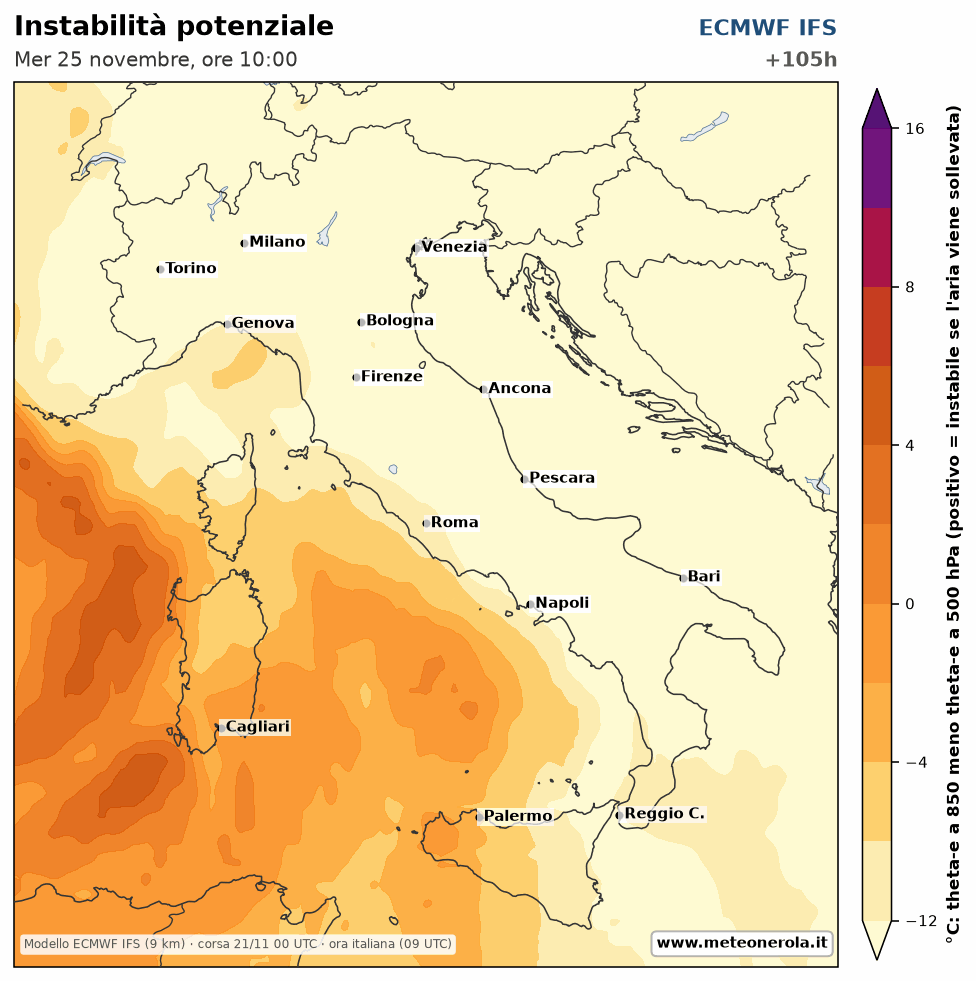 Instabilità potenziale
ECMWF IFS
Mer 25 novembre, ore 10:00
+105h
Milano
Venezia
Torino
Genova
Bologna
Firenze
Ancona
Pescara
Roma
Bari
Napoli
Cagliari
Palermo
Reggio C.
16
8
4
0
−4
−12
°C: theta-e a 850 meno theta-e a 500 hPa (positivo = instabile se l'aria viene sollevata)
Modello ECMWF IFS (9 km) · corsa 21/11 00 UTC · ora italiana (09 UTC)
www.meteonerola.it